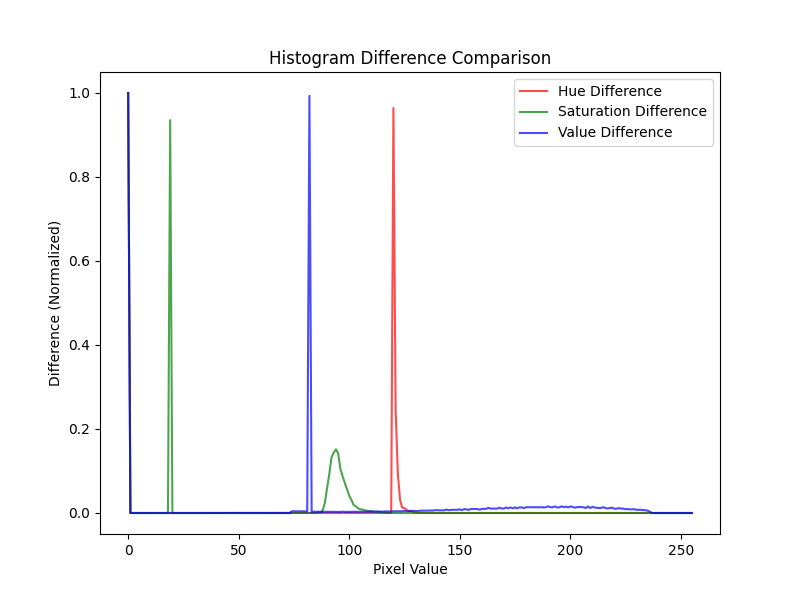 Histogram Difference Comparison
Hue Difference
Saturation Difference
Value Difference
Difference (Normalized)
1.0
0.8
0.6
0.4
0.2
0.0
0 50 100 150 200 250
Pixel Value